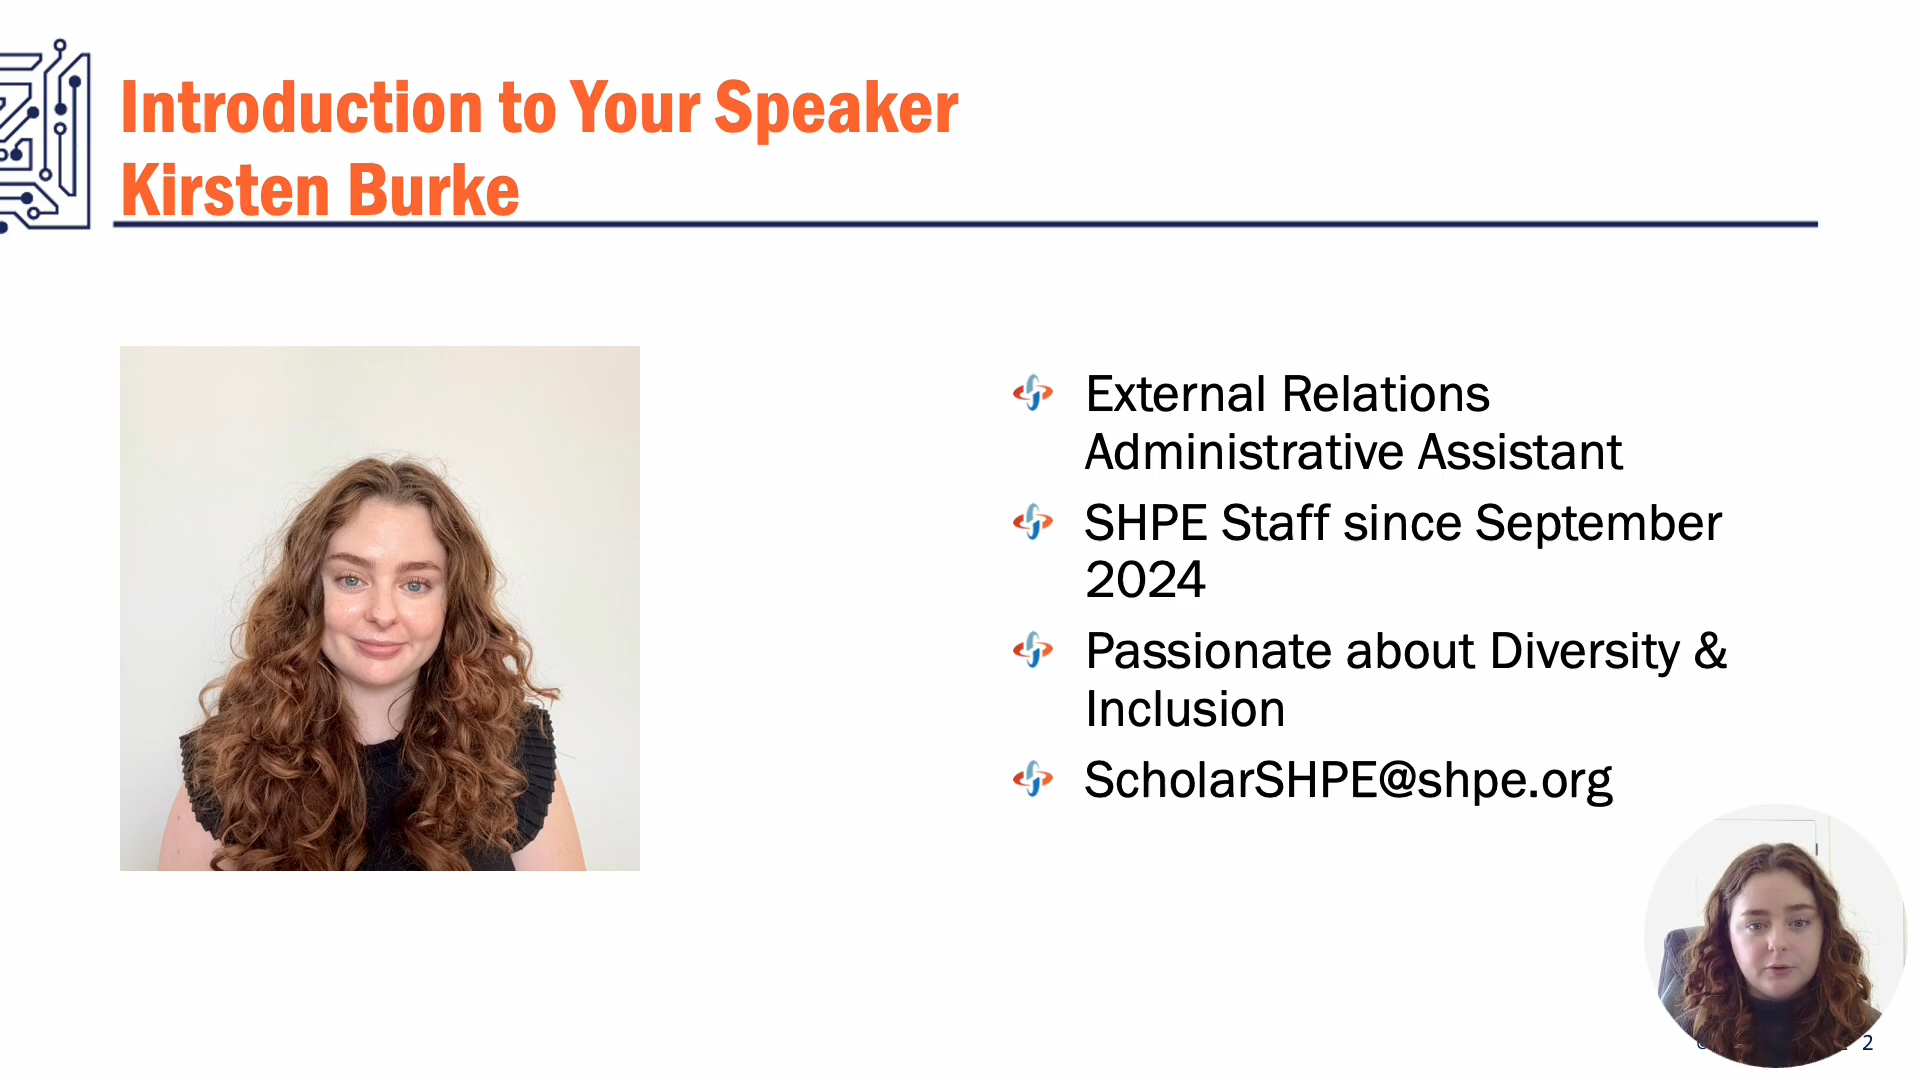 Introduction to Your Speaker
Kirsten Burke
External Relations
Administrative Assistant
SHPE Staff since September
2024
Passionate about Diversity &
Inclusion
ScholarSHPE@shpe.org
2